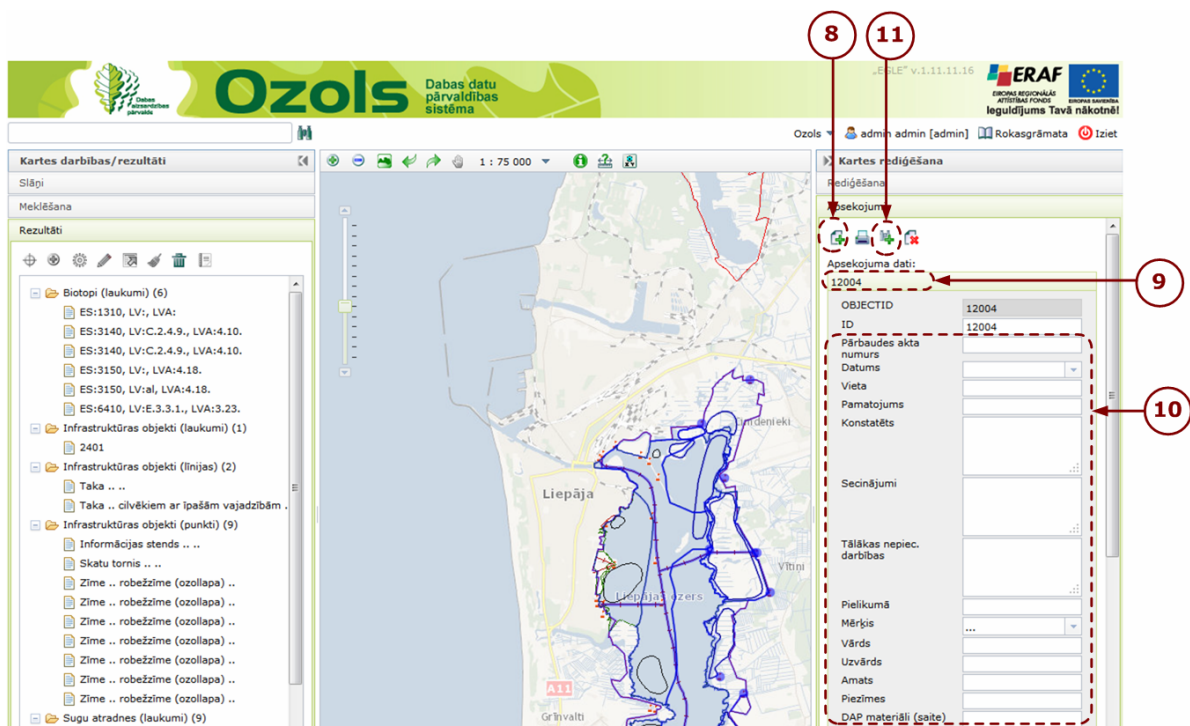 8
11
„EGLE” v.1.11.11.16
Dabas
aizsardzības
pārvalde
Ozols
Dabas datu
pārvaldības
sistēma
ERAF
EIROPAS REGIONĀLĀS
ATTĪSTĪBAS FONDS
EIROPAS SAVIENĪBA
Ieguldījums Tavā nākotnē!
Ozols
admin admin [admin]
Rokasgrāmata
Iziet
Kartes darbības/rezultāti
Slāņi
Meklēšana
Rezultāti
Biotopi (laukumi) (6)
ES:1310, LV:, LVA:
ES:3140, LV:C.2.4.9., LVA:4.10.
ES:3140, LV:C.2.4.9., LVA:4.10.
ES:3150, LV:, LVA:4.18.
ES:3150, LV:al, LVA:4.18.
ES:6410, LV:E.3.3.1., LVA:3.23.
Infrastruktūras objekti (laukumi) (1)
2401
Infrastruktūras objekti (līnijas) (2)
Taka .. ..
Taka .. cilvēkiem ar īpašām vajadzībām .
Infrastruktūras objekti (punkti) (9)
Informācijas stends .. ..
Skatu tornis .. ..
Zīme .. robežzīme (ozollapa) ..
Zīme .. robežzīme (ozollapa) ..
Zīme .. robežzīme (ozollapa) ..
Zīme .. robežzīme (ozollapa) ..
Zīme .. robežzīme (ozollapa) ..
Zīme .. robežzīme (ozollapa) ..
Zīme .. robežzīme (ozollapa) ..
Sugu atradnes (laukumi) (9)
1 : 75 000
Liepāja
Liepājas ezers
Vītiņi
A11
Grīnvalti
Kartes rediģēšana
Rediģēšana
Apsekojumi
Apsekojuma dati:
12004
9
OBJECTID 12004
ID 12004
Pārbaudes akta
numurs
Datums
Vieta
Pamatojums
10
Konstatēts
Secinājumi
Tālākas nepiec.
darbības
Pielikumā
Mērķis ...
Vārds
Uzvārds
Amats
Piezīmes
DAP materiāli (saite)